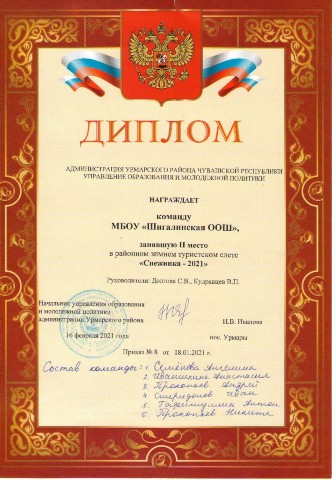 ДИПЛОМ
АДМИНИСТРАЦИЯ УРМАРСКОГО РАЙОНА ЧУВАШСКОЙ РЕСПУБЛИКИ
УПРАВЛЕНИЕ ОБРАЗОВАНИЯ И МОЛОДЕЖНОЙ ПОЛИТИКИ
НАГРАЖДАЕТ
команду
МБОУ «Шигалинская ООШ»,
занявшую II место
в районном зимнем туристском слете
«Снежинка - 2021»
Руководители: С.В., Кудряшов В.П.
Начальник управления образования
и молодежной политики
администрации Урмарского района
Н.В. Иванова
16 февраля 2021 года
пос. Урмары
Приказ № 8 от 18.01.2021 г.
Состав команды: 1. Семёнова Ангелина
2. Анастасия
3. Прокопьев Андрей
4. Спиридонов Иван
5. Антон
6. Прокопьев Никита